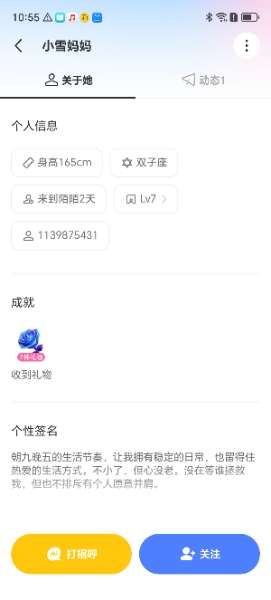 10:55
小雪妈妈
关于她
动态1
个人信息
身高165cm
双子座
来到陌陌2天
Lv7
1139875431
成就
收到礼物
个性签名
朝九晚五的生活节奏，让我拥有稳定的日常，也留得住
热爱的生活方式。不小了，但心没老。没在等谁拯救
我，但也不排斥有个人愿意并肩。
打招呼
关注